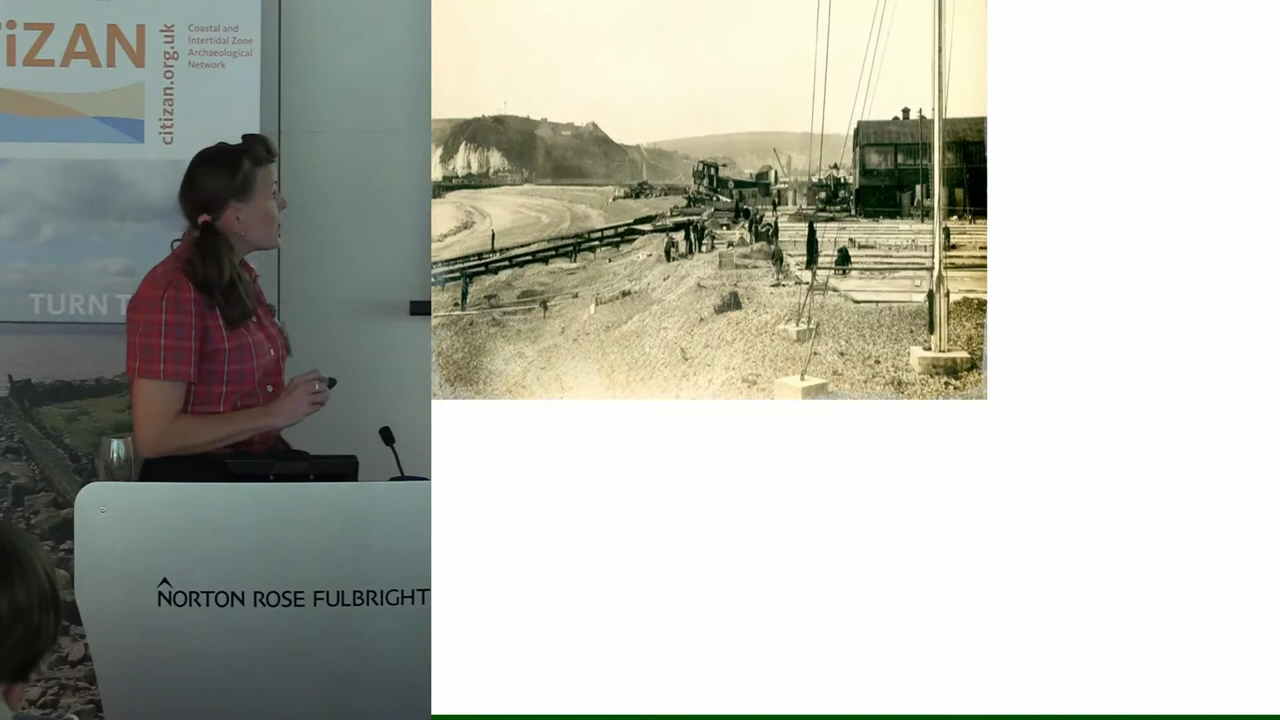 iZAN
citizan.org.uk
Coastal and
Intertidal Zone
Archaeological
Network
TURN T
NORTON ROSE FULBRIGHT